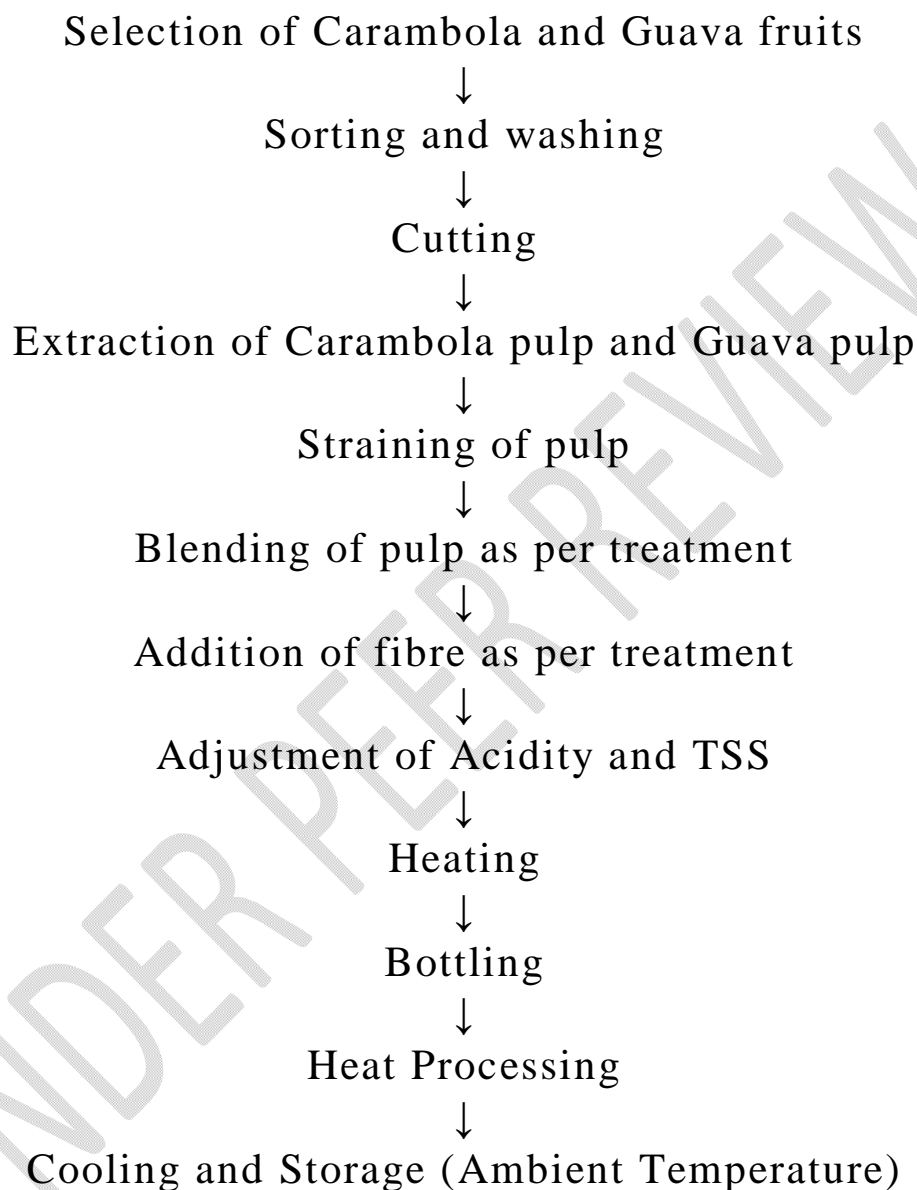 Selection of Carambola and Guava fruits
↓
Sorting and washing
↓
Cutting
↓
Extraction of Carambola pulp and Guava pulp
↓
Straining of pulp
↓
Blending of pulp as per treatment
↓
Addition of fibre as per treatment
↓
Adjustment of Acidity and TSS
↓
Heating
↓
Bottling
↓
Heat Processing
↓
Cooling and Storage (Ambient Temperature)
NDER PEER REVIEW